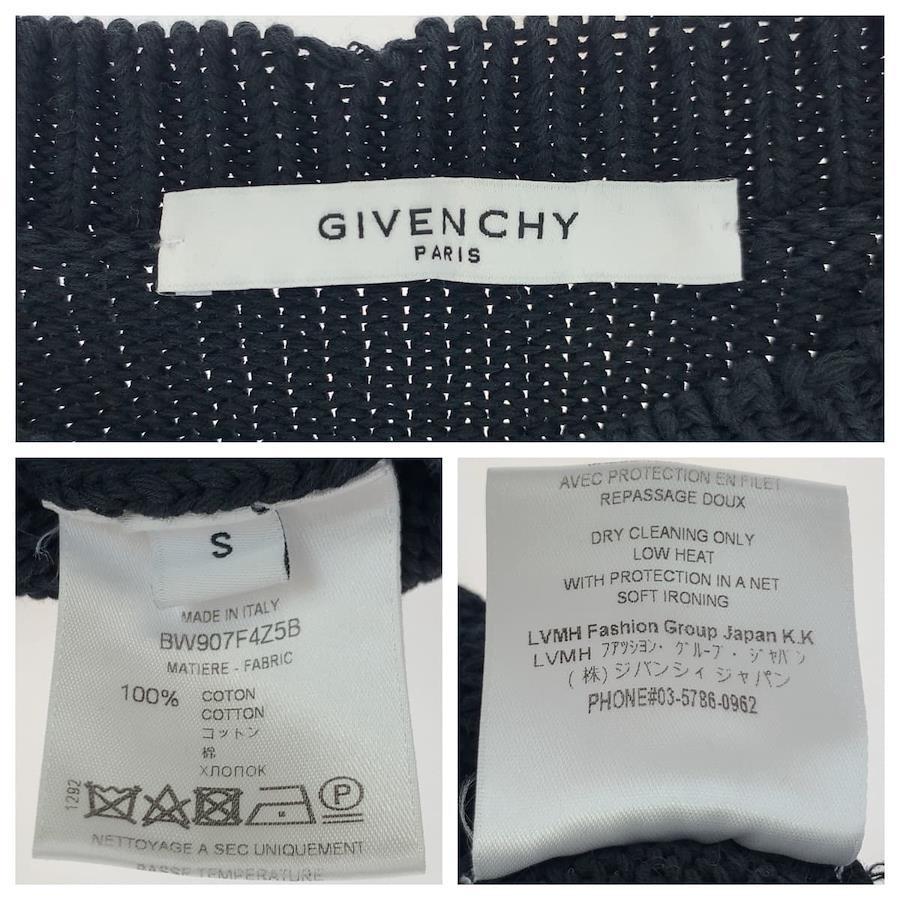 GIVENCHY
PARIS
S
MADE IN ITALY
BW907F4Z5B
MATIERE - FABRIC
100% COTON
COTTON
コットン
棉
ХЛОПОК
1292
P
NETTOYAGE A SEC UNIQUEMENT
BASSE TEMPERATURE
AVEC PROTECTION EN FILET
REPASSAGE DOUX
DRY CLEANING ONLY
LOW HEAT
WITH PROTECTION IN A NET
SOFT IRONING
LVMH Fashion Group Japan K.K
LVMH ファッション・グループ・ジャパン
(株)ジバンシィ ジャパン
PHONE#03-5786-0962